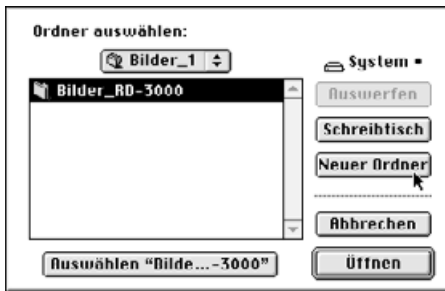 Ordner auswählen:
Bilder_1
System
Bilder_RD-3000
Auswerfen
Schreibtisch
Neuer Ordner
Abbrechen
Auswählen “Bilde...-3000”
Öffnen